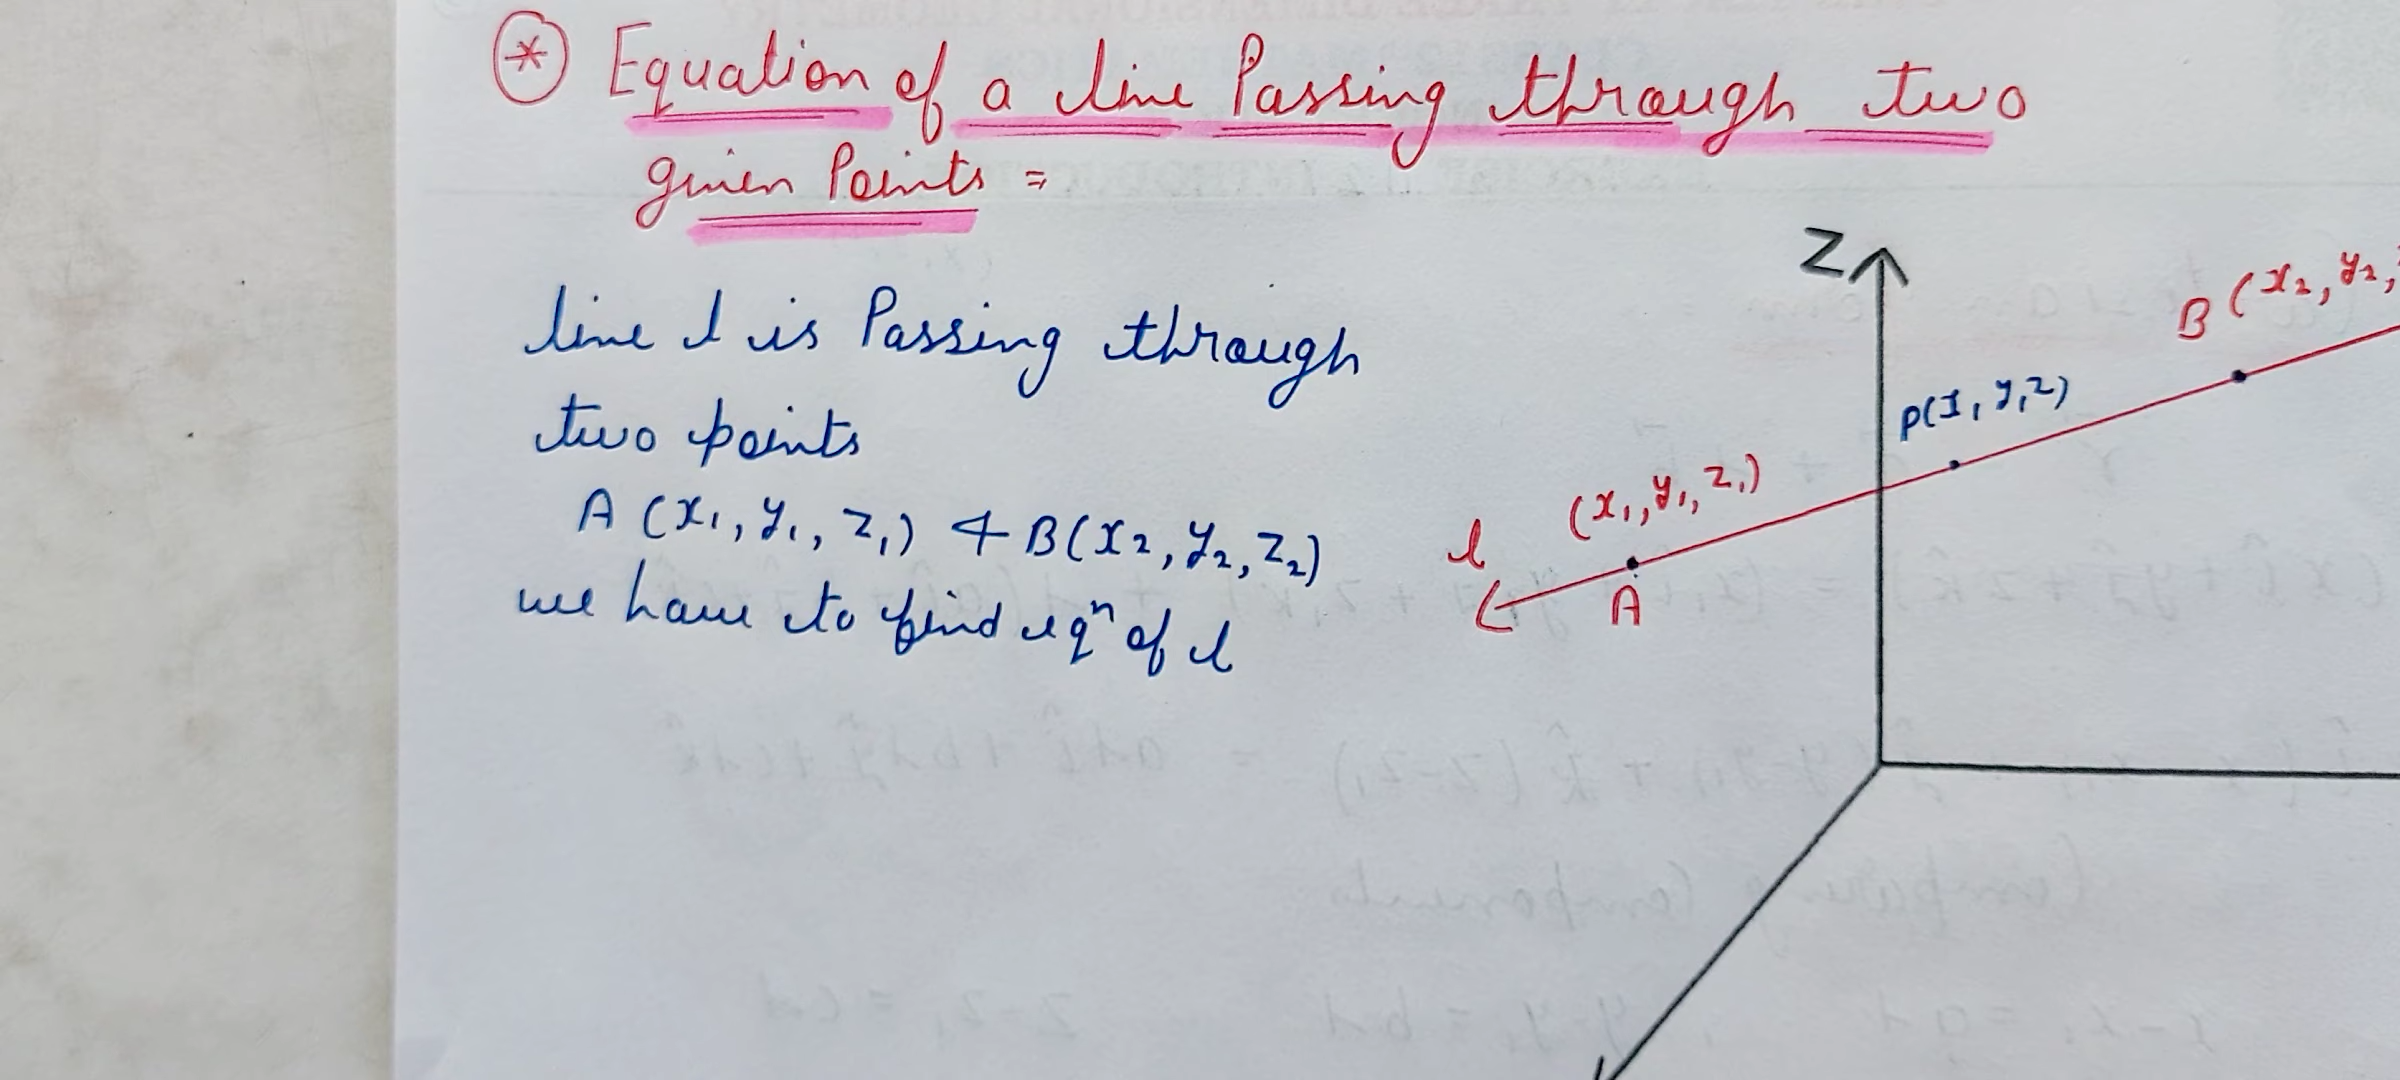 * Equation of a line Passing through two
given Points =
line l is Passing through
two points
A (x₁, y₁, z₁) & B(x₂, y₂, z₂)
we have to find eqⁿ of l
Z
B (x₂, y₂,
P(x, y, z)
(x₁, y₁, z₁)
l
A